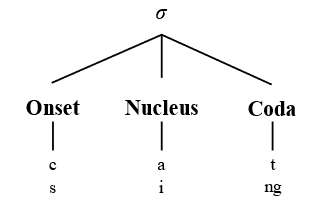 σ
Onset Nucleus Coda
c a t
s i ng